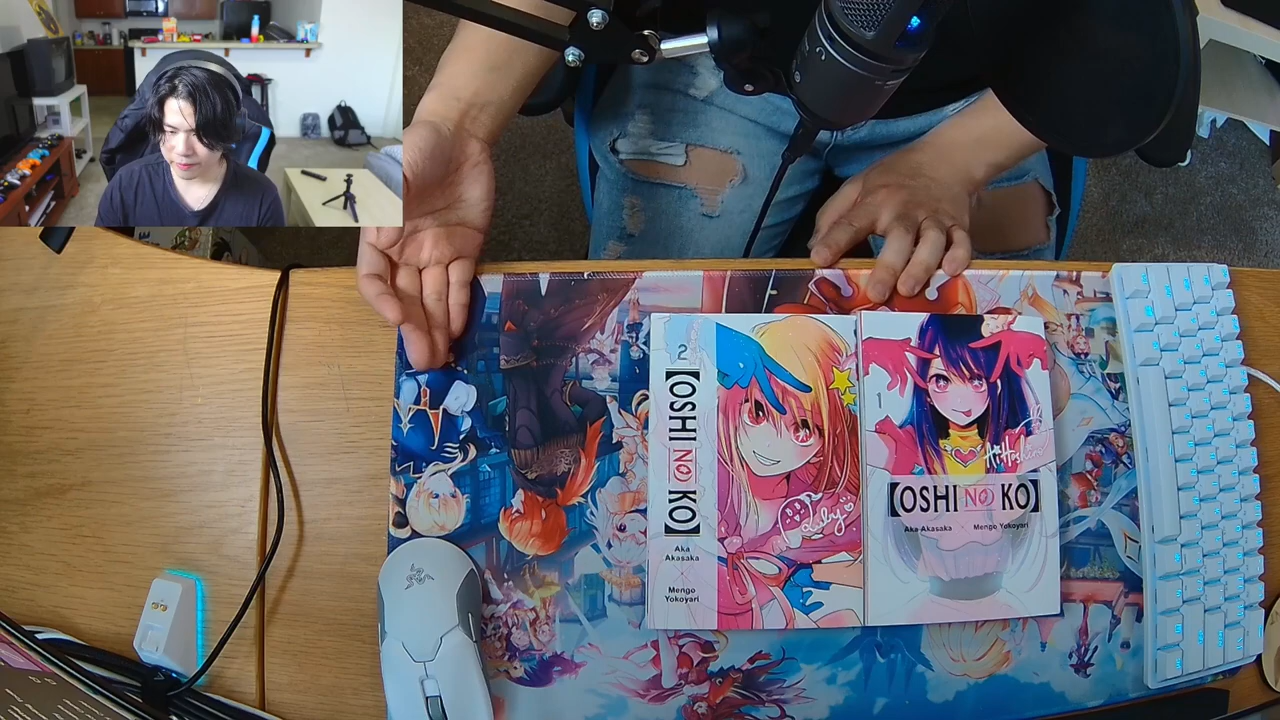 2
【OSHI NO KO】
Aka
Akasaka
×
Mengo
Yokoyari
Ruby
1
Ai Hoshino
【OSHI NO KO】
Aka Akasaka × Mengo Yokoyari